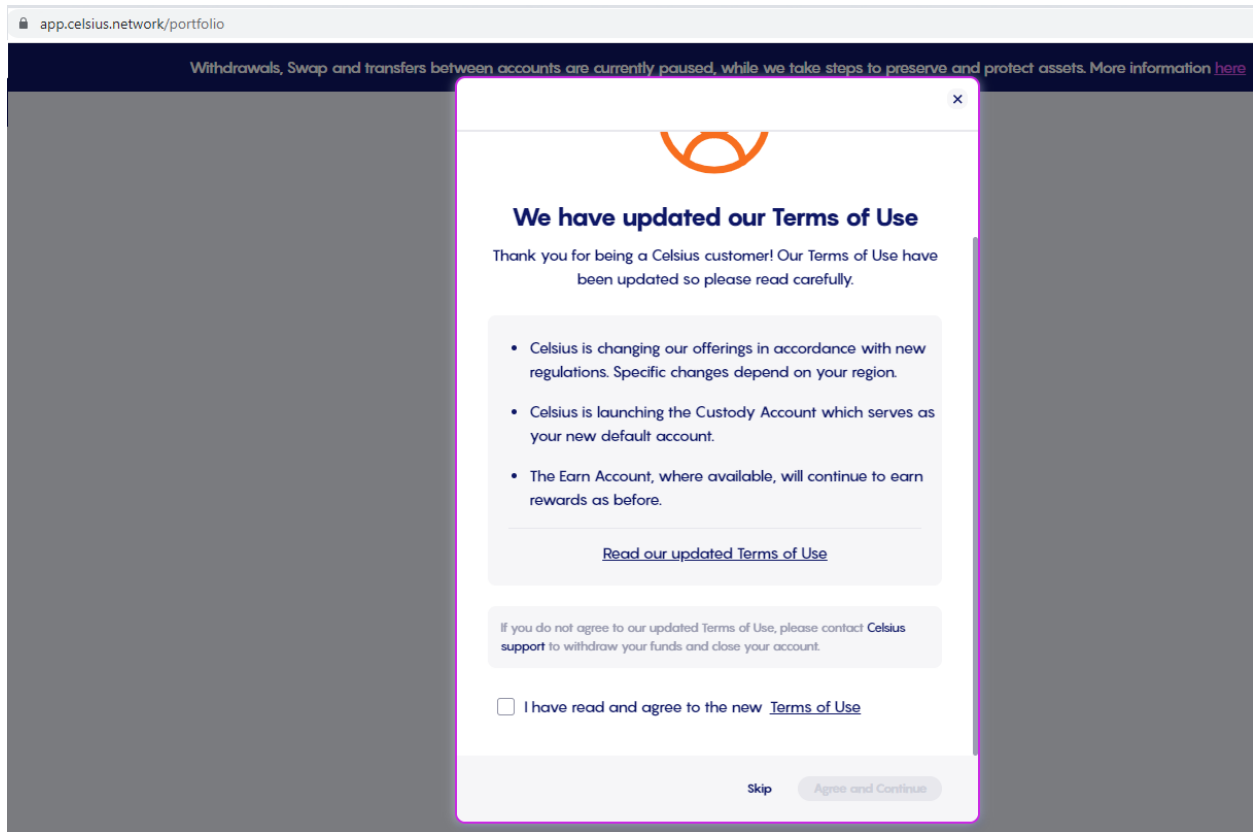 app.celsius.network/portfolio
Withdrawals, Swap and transfers between accounts are currently paused, while we take steps to preserve and protect assets. More information here
We have updated our Terms of Use
Thank you for being a Celsius customer! Our Terms of Use have
been updated so please read carefully.
• Celsius is changing our offerings in accordance with new
regulations. Specific changes depend on your region.
• Celsius is launching the Custody Account which serves as
your new default account.
• The Earn Account, where available, will continue to earn
rewards as before.
Read our updated Terms of Use
If you do not agree to our updated Terms of Use, please contact Celsius
support to withdraw your funds and close your account.
I have read and agree to the new Terms of Use
Skip Agree and Continue